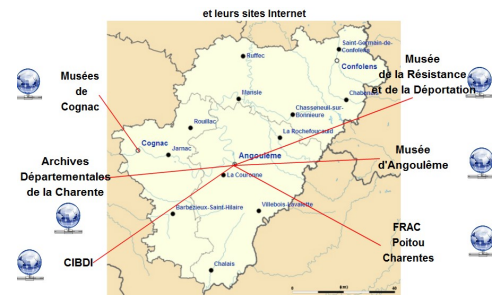 et leurs sites Internet
Musées
de
Cognac
Archives
Départementales
de la Charente
CIBDI
Musée
de la Résistance
et de la Déportation
Musée
d'Angoulême
FRAC
Poitou
Charentes
Ruffec
Saint-Germain-de-
Confolens
Confolens
Mansle
Chabanais
Chasseneuil-sur-
Bonnieure
Rouillac
La Rochefoucauld
Cognac
Jarnac
Angoulême
La Couronne
Barbezieux-Saint-Hilaire
Villebois-Lavalette
Chalais